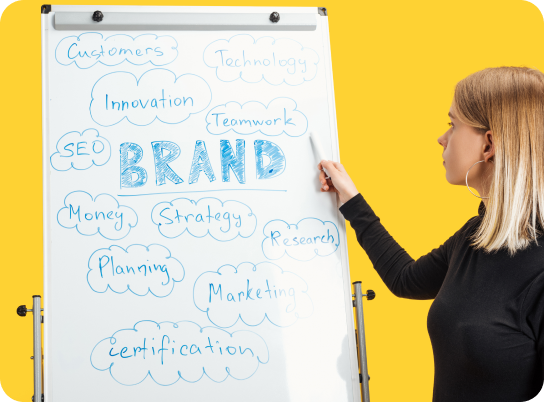 Customers
Technology
Innovation
Teamwork
SEO
BRAND
Money
Strategy
Research
Planning
Marketing
certification